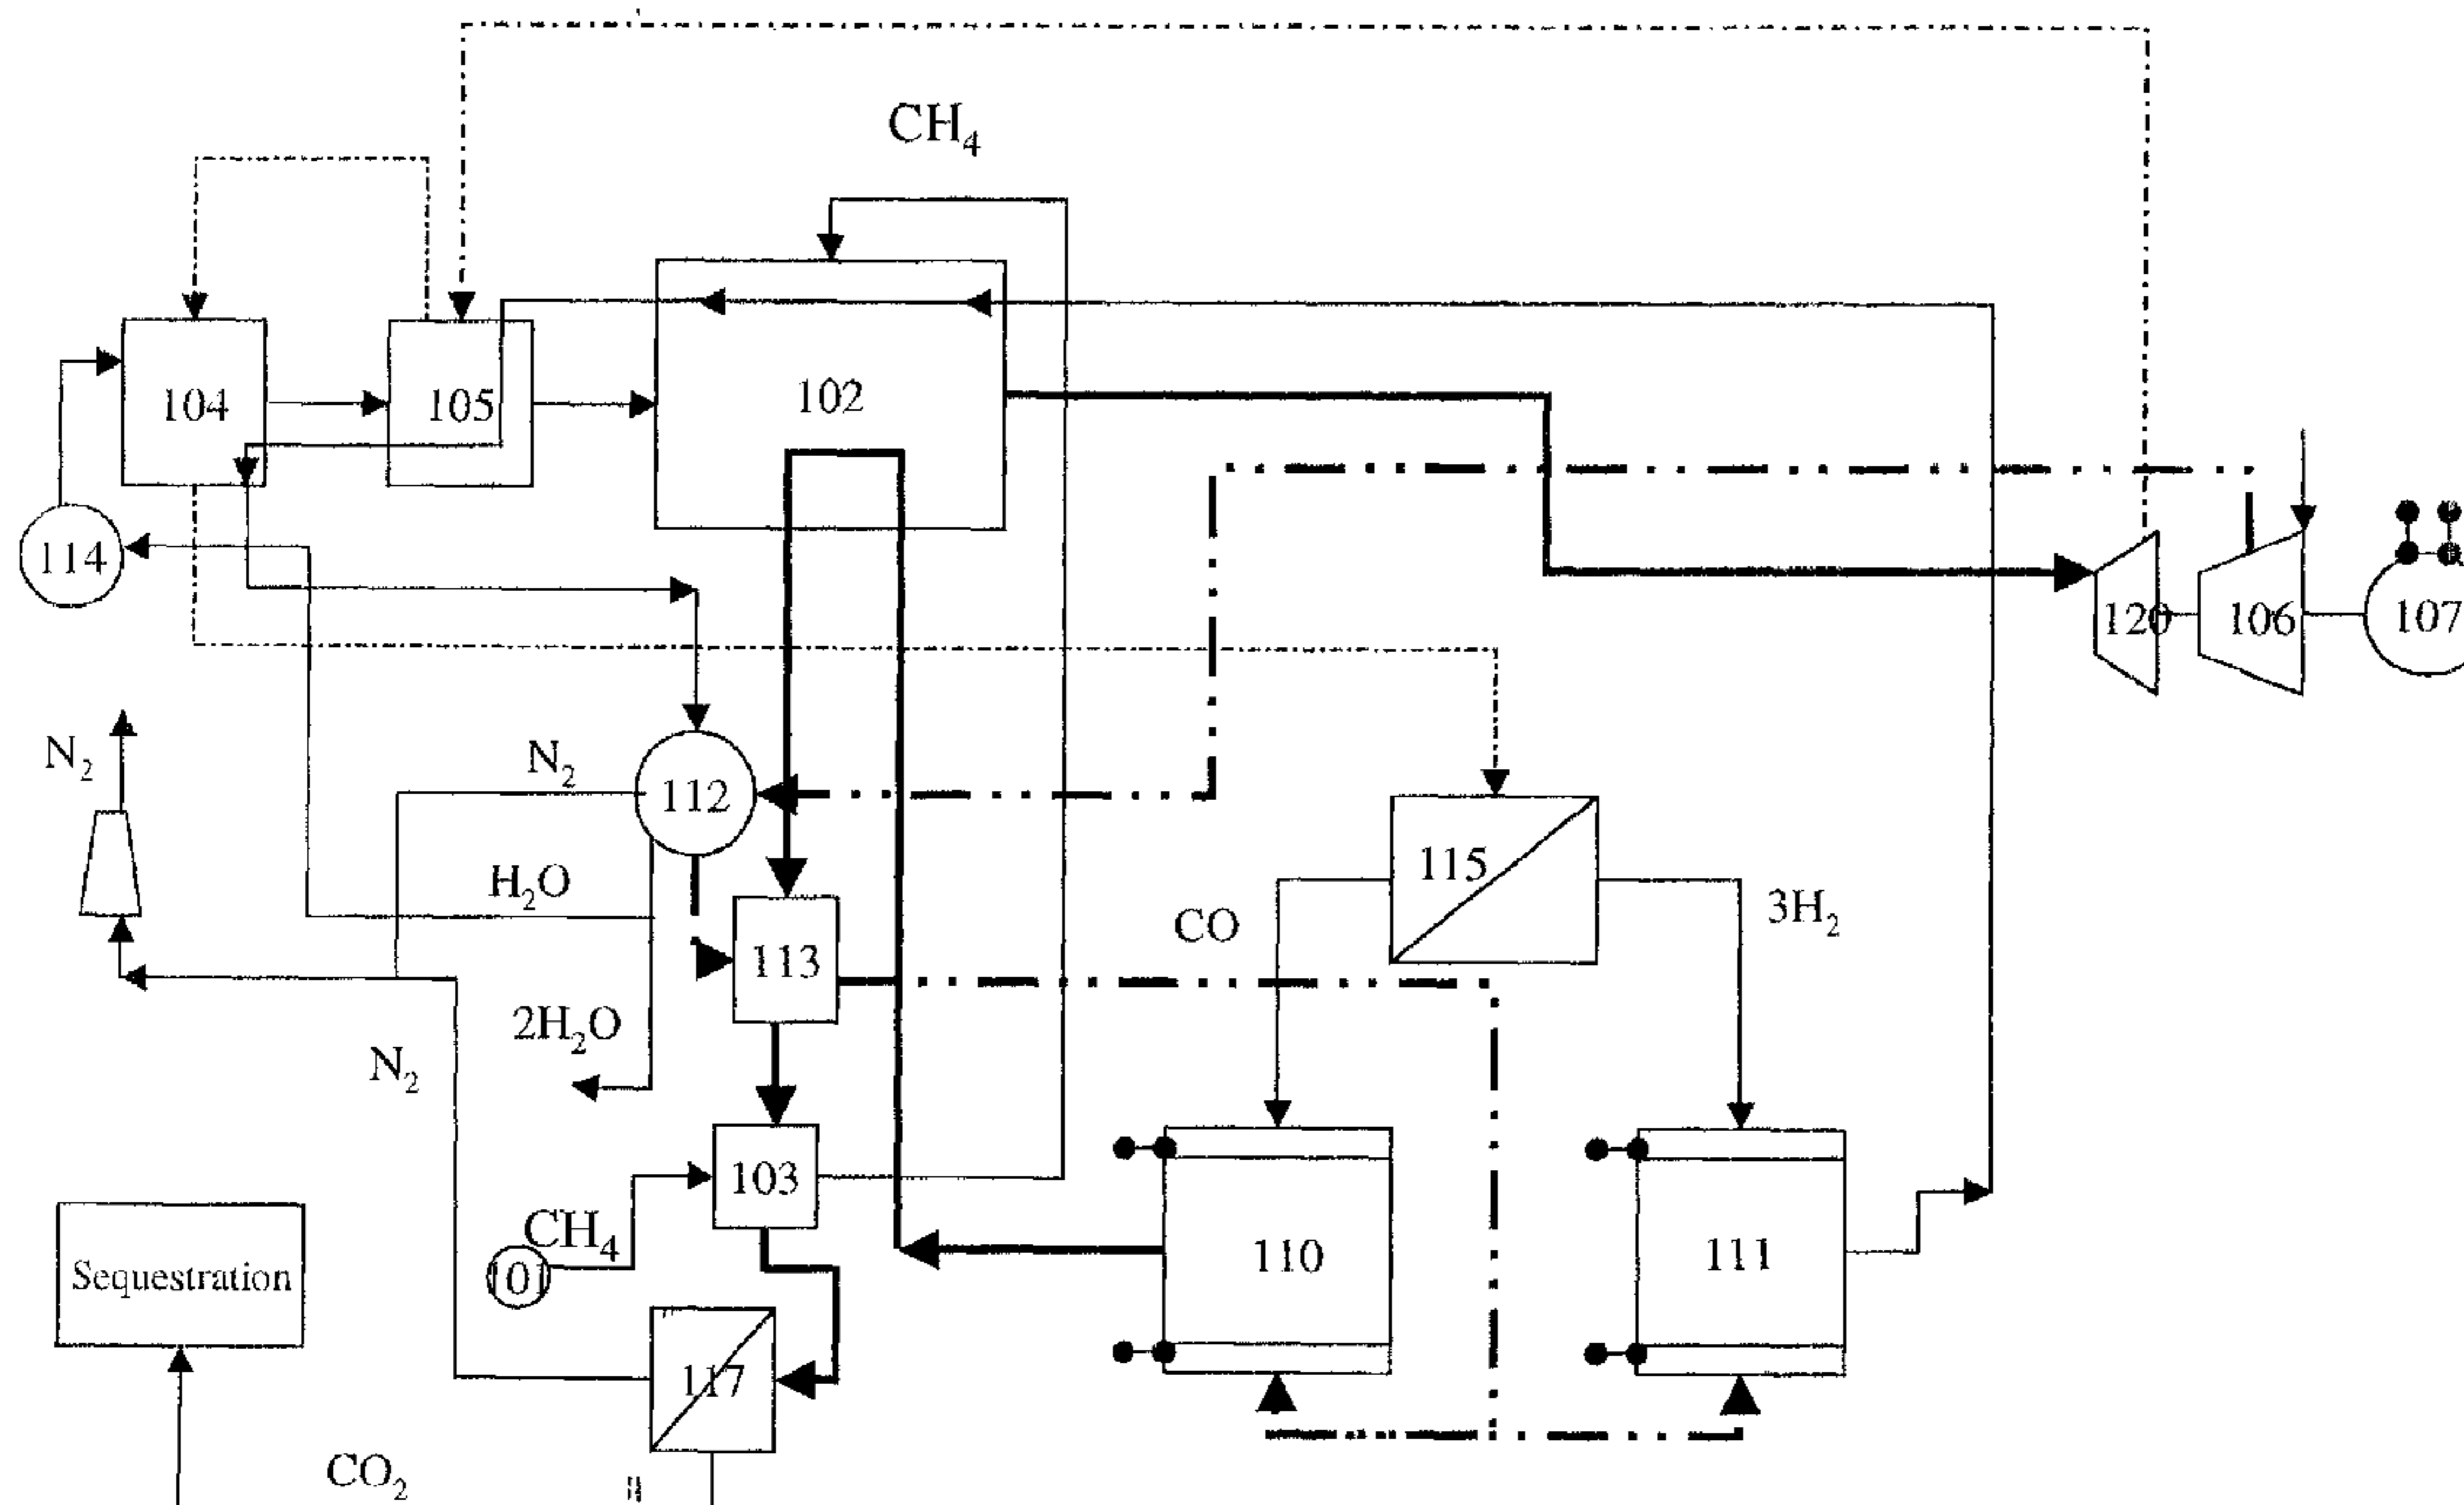 CH4
104
105
102
114
120
106
107
N2
N2
112
H2O
115
CO
3H2
113
2H2O
N2
103
CH4
101
110
111
Sequestration
117
CO2